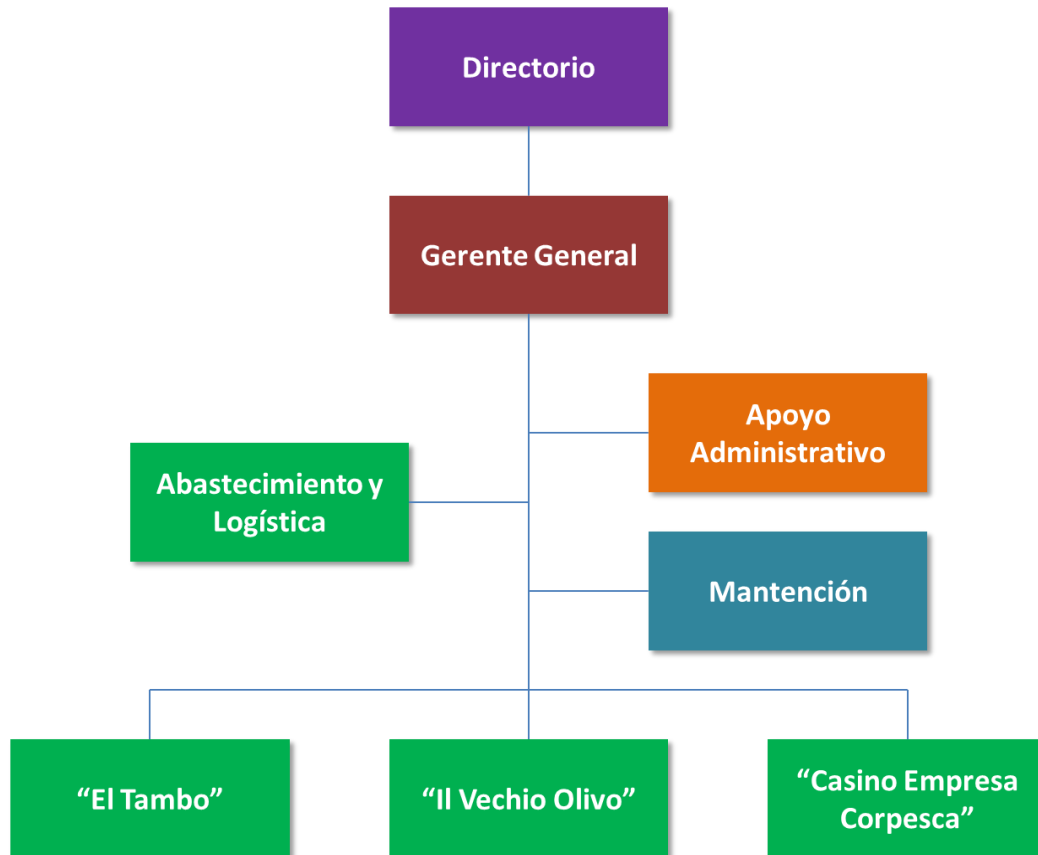 Directorio
Gerente General
Apoyo
Administrativo
Abastecimiento y
Logística
Mantención
“El Tambo”
“Il Vechio Olivo”
“Casino Empresa
Corpesca”